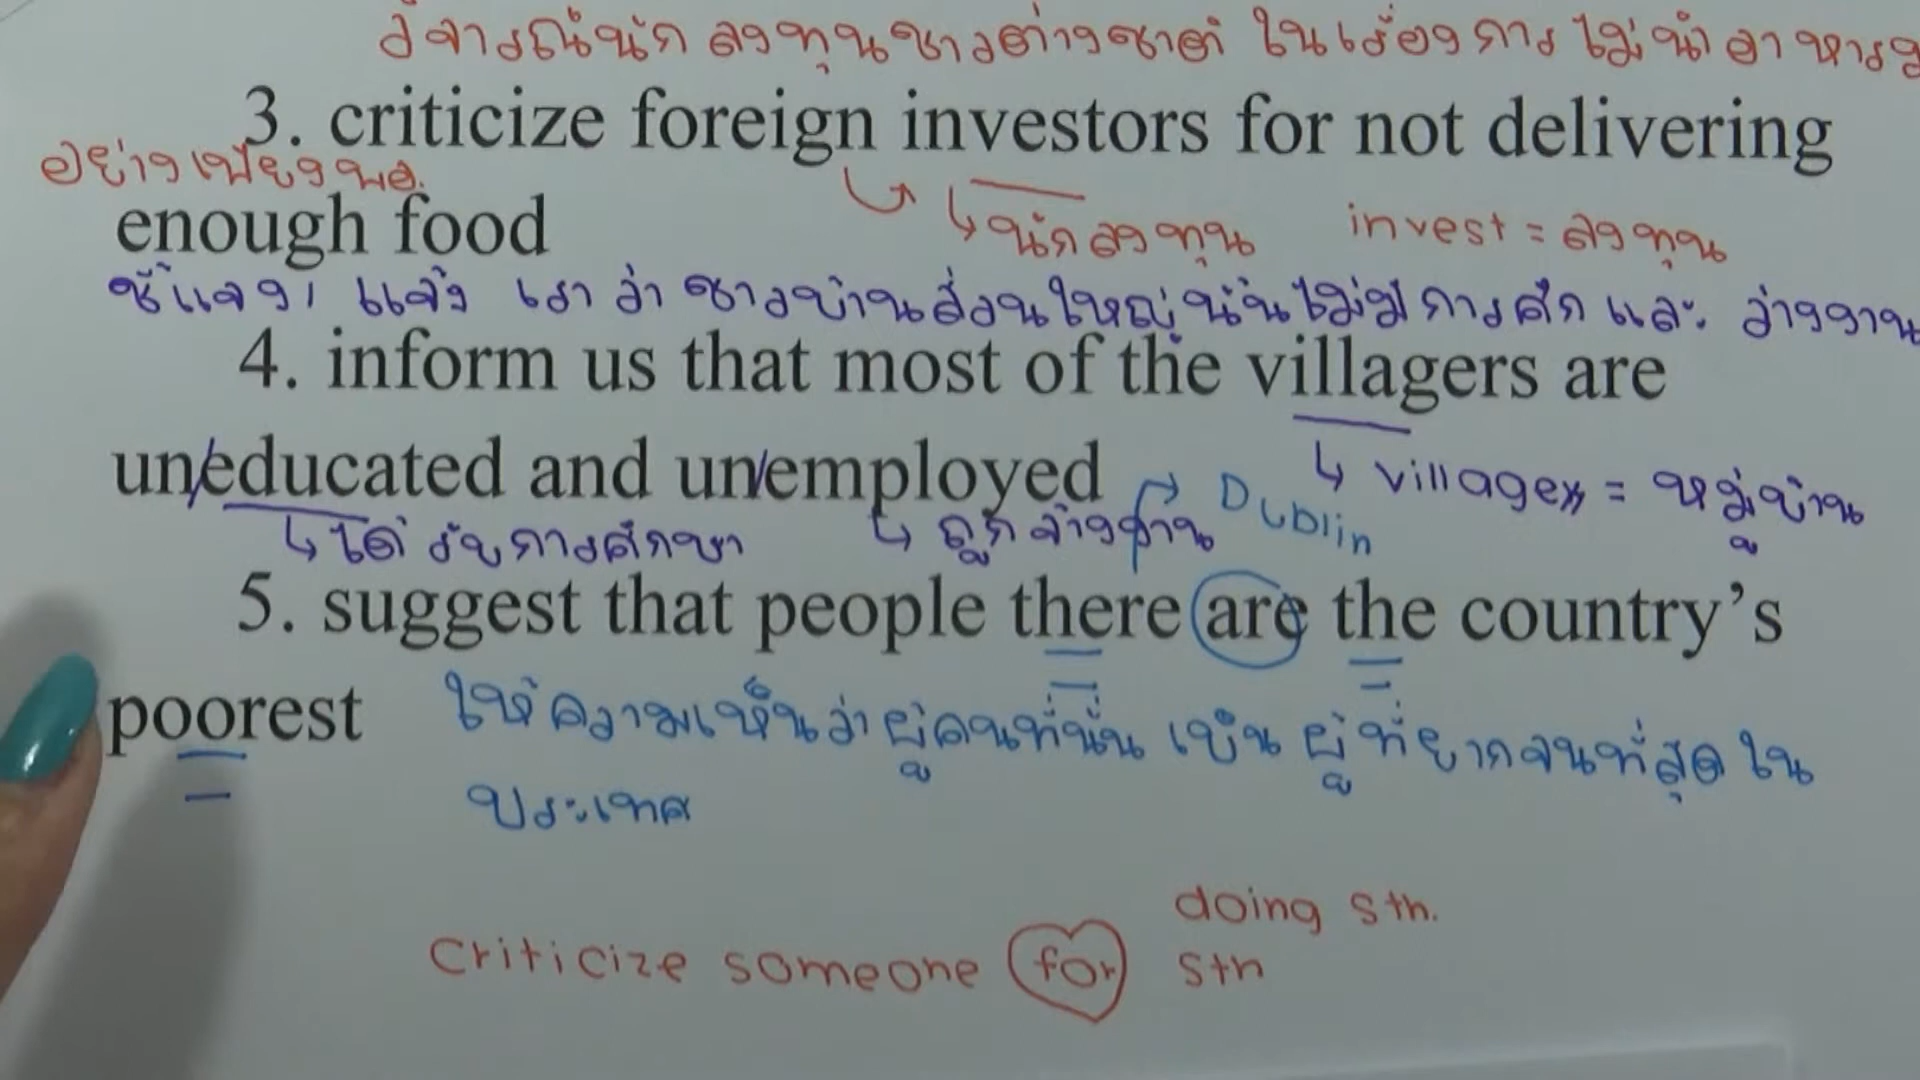 วิจารณ์นักลงทุนชาวต่างชาติ ในเรื่องการไม่นำอาหารม
3. criticize foreign investors for not delivering
อย่างเพียงพอ.
enough food
↳ นักลงทุน invest = ลงทุน
ชี้แจง, แจ้ง เราว่า ชาวบ้านส่วนใหญ่นั้นไม่มีการศึก และ ว่างงาน
4. inform us that most of the villagers are
uneducated and unemployed
↳ village = หมู่บ้าน
Dublin
↳ ได้รับการศึกษา ↳ ถูกจ้างงาน
5. suggest that people there are the country's
poorest
ให้ความเห็นว่าผู้คนที่นั่น เป็น ผู้ที่ยากจนที่สุดใน
ประเทศ
doing sth.
criticize someone for sth